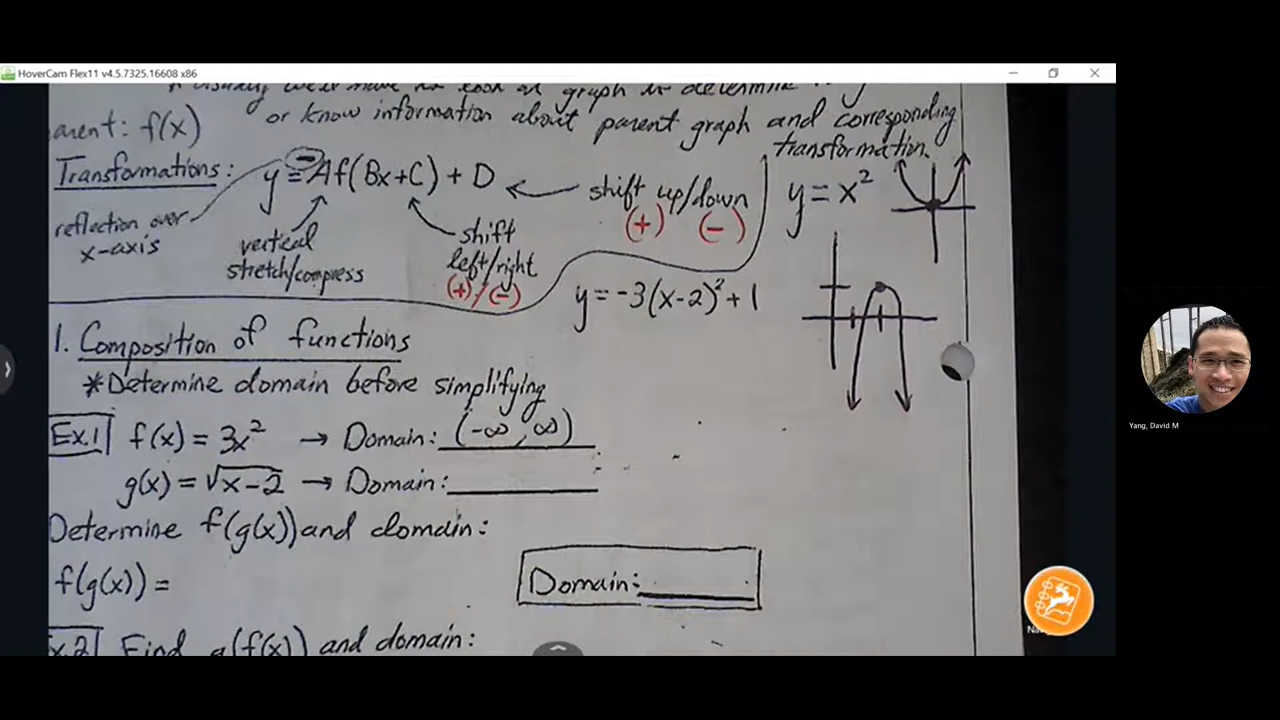 HoverCam Flex11 v4.5.7325.16608 x86
graph
or know information about parent graph and corresponding
transformation.
arent: f(x)
Transformations: y = -Af(Bx+C) + D
shift up/down
(+) (-)
y = x²
reflection over
x-axis
vertical
stretch/compress
shift
left/right
(+)/(-)
y = -3(x-2)² + 1
1. Composition of functions
*Determine domain before simplifying
Ex.1 f(x) = 3x² → Domain: (-∞, ∞)
g(x) = √x-2 → Domain:
Determine f(g(x)) and domain:
f(g(x)) =
Domain:
x.2 Find g(f(x)) and domain:
Yang, David M